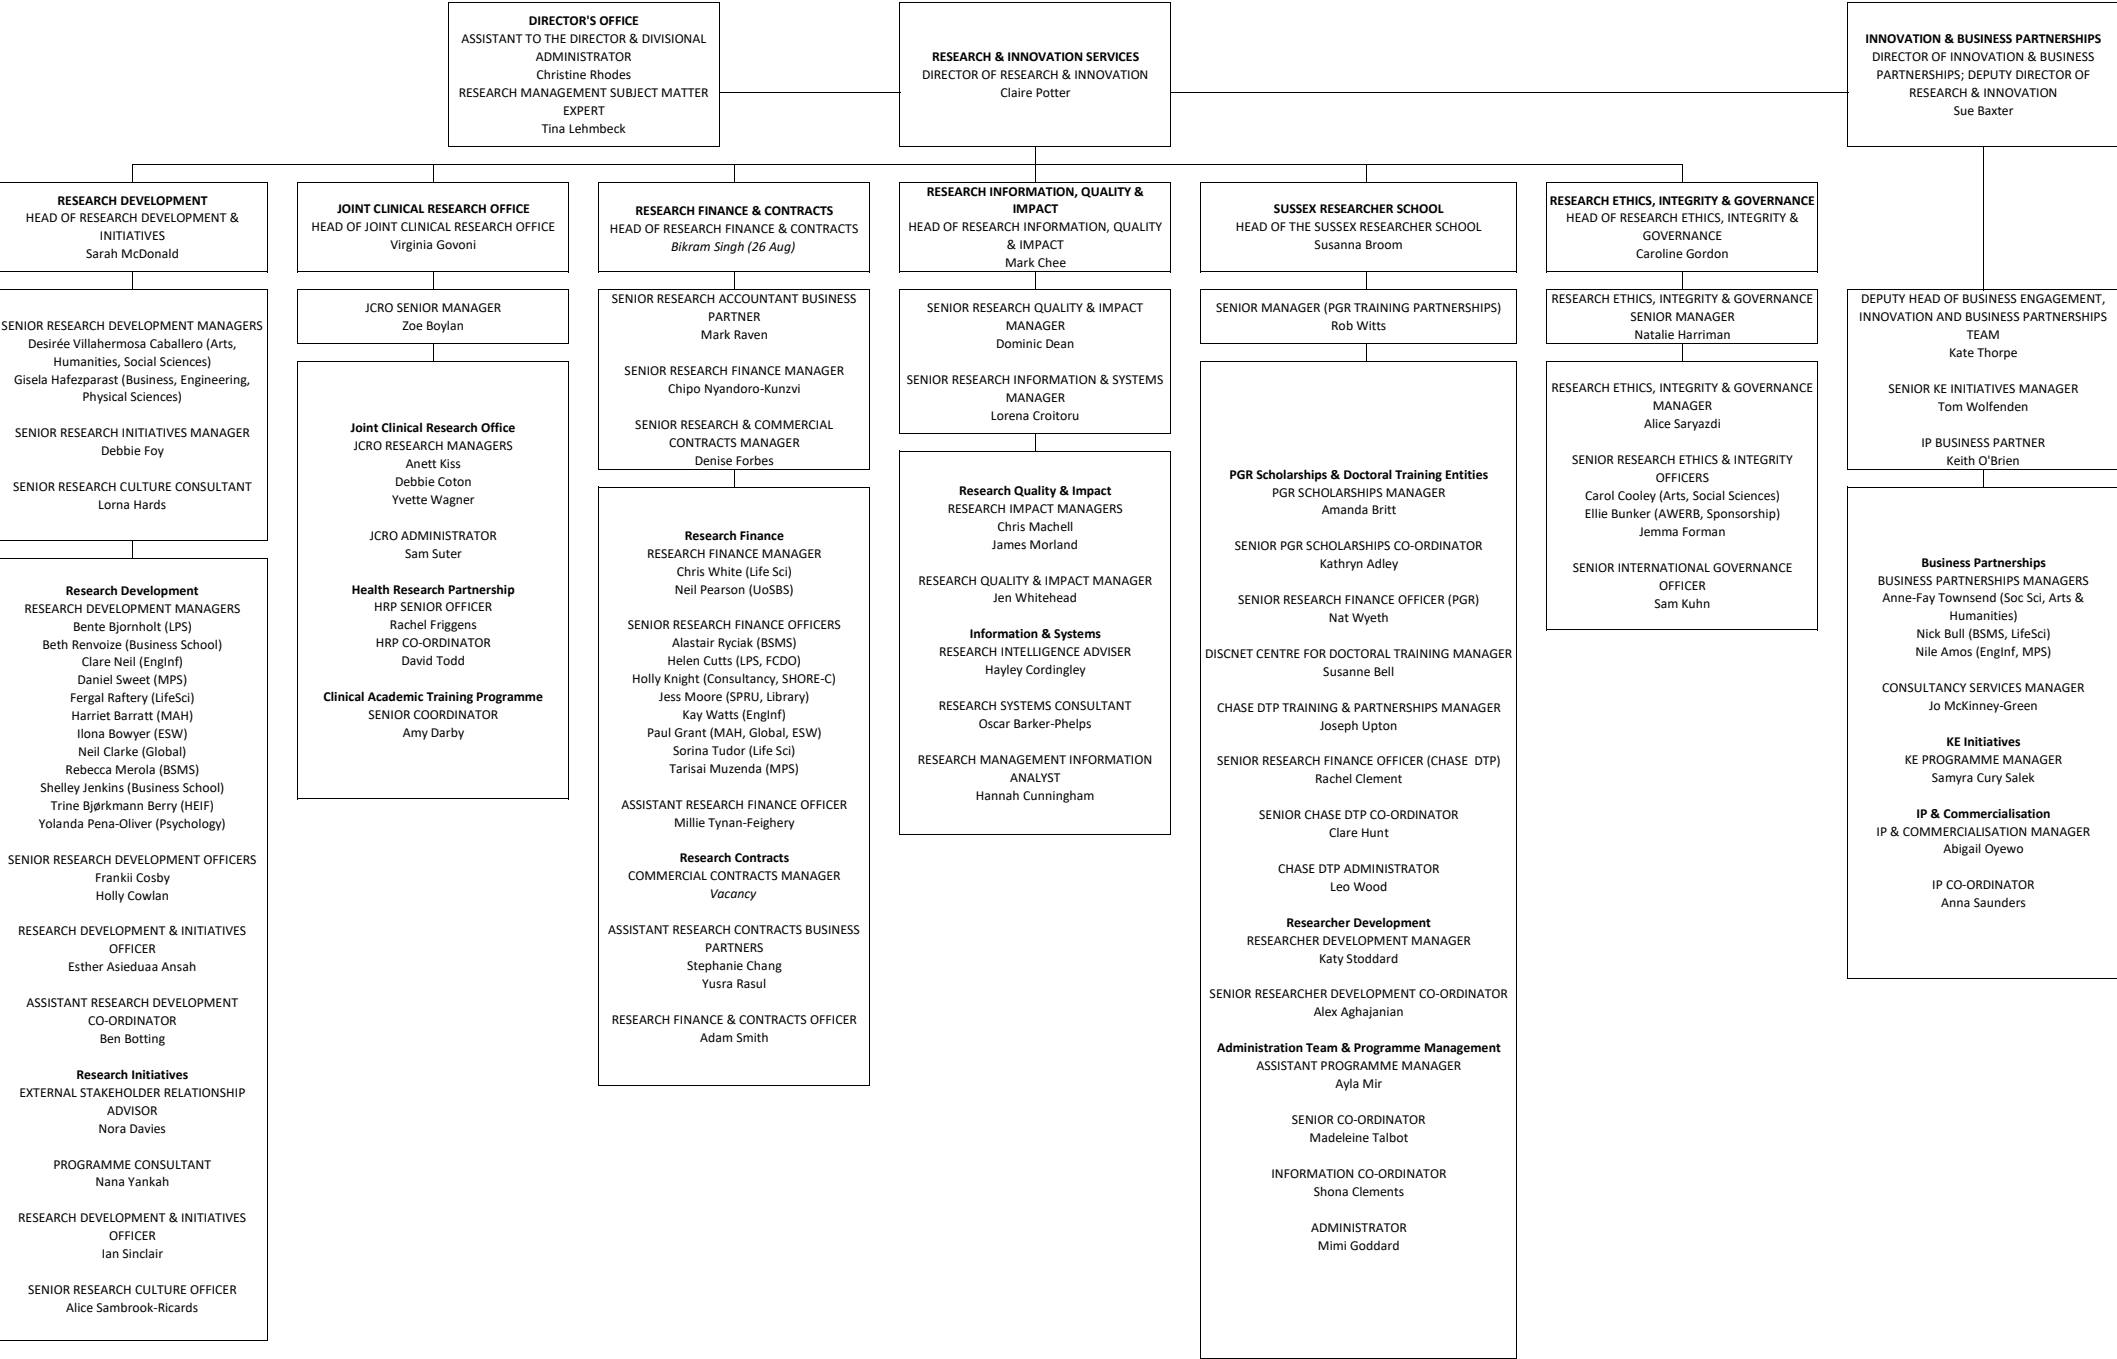 DIRECTOR'S OFFICE
ASSISTANT TO THE DIRECTOR & DIVISIONAL
ADMINISTRATOR
Christine Rhodes
RESEARCH MANAGEMENT SUBJECT MATTER
EXPERT
Tina Lehmbeck
RESEARCH & INNOVATION SERVICES
DIRECTOR OF RESEARCH & INNOVATION
Claire Potter
INNOVATION & BUSINESS PARTNERSHIPS
DIRECTOR OF INNOVATION & BUSINESS
PARTNERSHIPS; DEPUTY DIRECTOR OF
RESEARCH & INNOVATION
Sue Baxter
RESEARCH DEVELOPMENT
HEAD OF RESEARCH DEVELOPMENT &
INITIATIVES
Sarah McDonald
SENIOR RESEARCH DEVELOPMENT MANAGERS
Desirée Villahermosa Caballero (Arts,
Humanities, Social Sciences)
Gisela Hafezparast (Business, Engineering,
Physical Sciences)
SENIOR RESEARCH INITIATIVES MANAGER
Debbie Foy
SENIOR RESEARCH CULTURE CONSULTANT
Lorna Hards
Research Development
RESEARCH DEVELOPMENT MANAGERS
Bente Bjornholt (LPS)
Beth Renvoize (Business School)
Clare Neil (EngInf)
Daniel Sweet (MPS)
Fergal Raftery (LifeSci)
Harriet Barratt (MAH)
Ilona Bowyer (ESW)
Neil Clarke (Global)
Rebecca Merola (BSMS)
Shelley Jenkins (Business School)
Trine Bjørkmann Berry (HEIF)
Yolanda Pena-Oliver (Psychology)
SENIOR RESEARCH DEVELOPMENT OFFICERS
Frankii Cosby
Holly Cowlan
RESEARCH DEVELOPMENT & INITIATIVES
OFFICER
Esther Asieduaa Ansah
ASSISTANT RESEARCH DEVELOPMENT
CO-ORDINATOR
Ben Botting
Research Initiatives
EXTERNAL STAKEHOLDER RELATIONSHIP
ADVISOR
Nora Davies
PROGRAMME CONSULTANT
Nana Yankah
RESEARCH DEVELOPMENT & INITIATIVES
OFFICER
Ian Sinclair
SENIOR RESEARCH CULTURE OFFICER
Alice Sambrook-Ricards
JOINT CLINICAL RESEARCH OFFICE
HEAD OF JOINT CLINICAL RESEARCH OFFICE
Virginia Govoni
JCRO SENIOR MANAGER
Zoe Boylan
Joint Clinical Research Office
JCRO RESEARCH MANAGERS
Anett Kiss
Debbie Coton
Yvette Wagner
JCRO ADMINISTRATOR
Sam Suter
Health Research Partnership
HRP SENIOR OFFICER
Rachel Friggens
HRP CO-ORDINATOR
David Todd
Clinical Academic Training Programme
SENIOR COORDINATOR
Amy Darby
RESEARCH FINANCE & CONTRACTS
HEAD OF RESEARCH FINANCE & CONTRACTS
Bikram Singh (26 Aug)
SENIOR RESEARCH ACCOUNTANT BUSINESS
PARTNER
Mark Raven
SENIOR RESEARCH FINANCE MANAGER
Chipo Nyandoro-Kunzvi
SENIOR RESEARCH & COMMERCIAL
CONTRACTS MANAGER
Denise Forbes
Research Finance
RESEARCH FINANCE MANAGER
Chris White (Life Sci)
Neil Pearson (UoSBS)
SENIOR RESEARCH FINANCE OFFICERS
Alastair Ryciak (BSMS)
Helen Cutts (LPS, FCDO)
Holly Knight (Consultancy, SHORE-C)
Jess Moore (SPRU, Library)
Kay Watts (EngInf)
Paul Grant (MAH, Global, ESW)
Sorina Tudor (Life Sci)
Tarisai Muzenda (MPS)
ASSISTANT RESEARCH FINANCE OFFICER
Millie Tynan-Feighery
Research Contracts
COMMERCIAL CONTRACTS MANAGER
Vacancy
ASSISTANT RESEARCH CONTRACTS BUSINESS
PARTNERS
Stephanie Chang
Yusra Rasul
RESEARCH FINANCE & CONTRACTS OFFICER
Adam Smith
RESEARCH INFORMATION, QUALITY &
IMPACT
HEAD OF RESEARCH INFORMATION, QUALITY
& IMPACT
Mark Chee
SENIOR RESEARCH QUALITY & IMPACT
MANAGER
Dominic Dean
SENIOR RESEARCH INFORMATION & SYSTEMS
MANAGER
Lorena Croitoru
Research Quality & Impact
RESEARCH IMPACT MANAGERS
Chris Machell
James Morland
RESEARCH QUALITY & IMPACT MANAGER
Jen Whitehead
Information & Systems
RESEARCH INTELLIGENCE ADVISER
Hayley Cordingley
RESEARCH SYSTEMS CONSULTANT
Oscar Barker-Phelps
RESEARCH MANAGEMENT INFORMATION
ANALYST
Hannah Cunningham
SUSSEX RESEARCHER SCHOOL
HEAD OF THE SUSSEX RESEARCHER SCHOOL
Susanna Broom
SENIOR MANAGER (PGR TRAINING PARTNERSHIPS)
Rob Witts
PGR Scholarships & Doctoral Training Entities
PGR SCHOLARSHIPS MANAGER
Amanda Britt
SENIOR PGR SCHOLARSHIPS CO-ORDINATOR
Kathryn Adley
SENIOR RESEARCH FINANCE OFFICER (PGR)
Nat Wyeth
DISCNET CENTRE FOR DOCTORAL TRAINING MANAGER
Susanne Bell
CHASE DTP TRAINING & PARTNERSHIPS MANAGER
Joseph Upton
SENIOR RESEARCH FINANCE OFFICER (CHASE DTP)
Rachel Clement
SENIOR CHASE DTP CO-ORDINATOR
Clare Hunt
CHASE DTP ADMINISTRATOR
Leo Wood
Researcher Development
RESEARCHER DEVELOPMENT MANAGER
Katy Stoddard
SENIOR RESEARCHER DEVELOPMENT CO-ORDINATOR
Alex Aghajanian
Administration Team & Programme Management
ASSISTANT PROGRAMME MANAGER
Ayla Mir
SENIOR CO-ORDINATOR
Madeleine Talbot
INFORMATION CO-ORDINATOR
Shona Clements
ADMINISTRATOR
Mimi Goddard
RESEARCH ETHICS, INTEGRITY & GOVERNANCE
HEAD OF RESEARCH ETHICS, INTEGRITY &
GOVERNANCE
Caroline Gordon
RESEARCH ETHICS, INTEGRITY & GOVERNANCE
SENIOR MANAGER
Natalie Harriman
RESEARCH ETHICS, INTEGRITY & GOVERNANCE
MANAGER
Alice Saryazdi
SENIOR RESEARCH ETHICS & INTEGRITY
OFFICERS
Carol Cooley (Arts, Social Sciences)
Ellie Bunker (AWERB, Sponsorship)
Jemma Forman
SENIOR INTERNATIONAL GOVERNANCE
OFFICER
Sam Kuhn
DEPUTY HEAD OF BUSINESS ENGAGEMENT,
INNOVATION AND BUSINESS PARTNERSHIPS
TEAM
Kate Thorpe
SENIOR KE INITIATIVES MANAGER
Tom Wolfenden
IP BUSINESS PARTNER
Keith O'Brien
Business Partnerships
BUSINESS PARTNERSHIPS MANAGERS
Anne-Fay Townsend (Soc Sci, Arts &
Humanities)
Nick Bull (BSMS, LifeSci)
Nile Amos (EngInf, MPS)
CONSULTANCY SERVICES MANAGER
Jo McKinney-Green
KE Initiatives
KE PROGRAMME MANAGER
Samyra Cury Salek
IP & Commercialisation
IP & COMMERCIALISATION MANAGER
Abigail Oyewo
IP CO-ORDINATOR
Anna Saunders